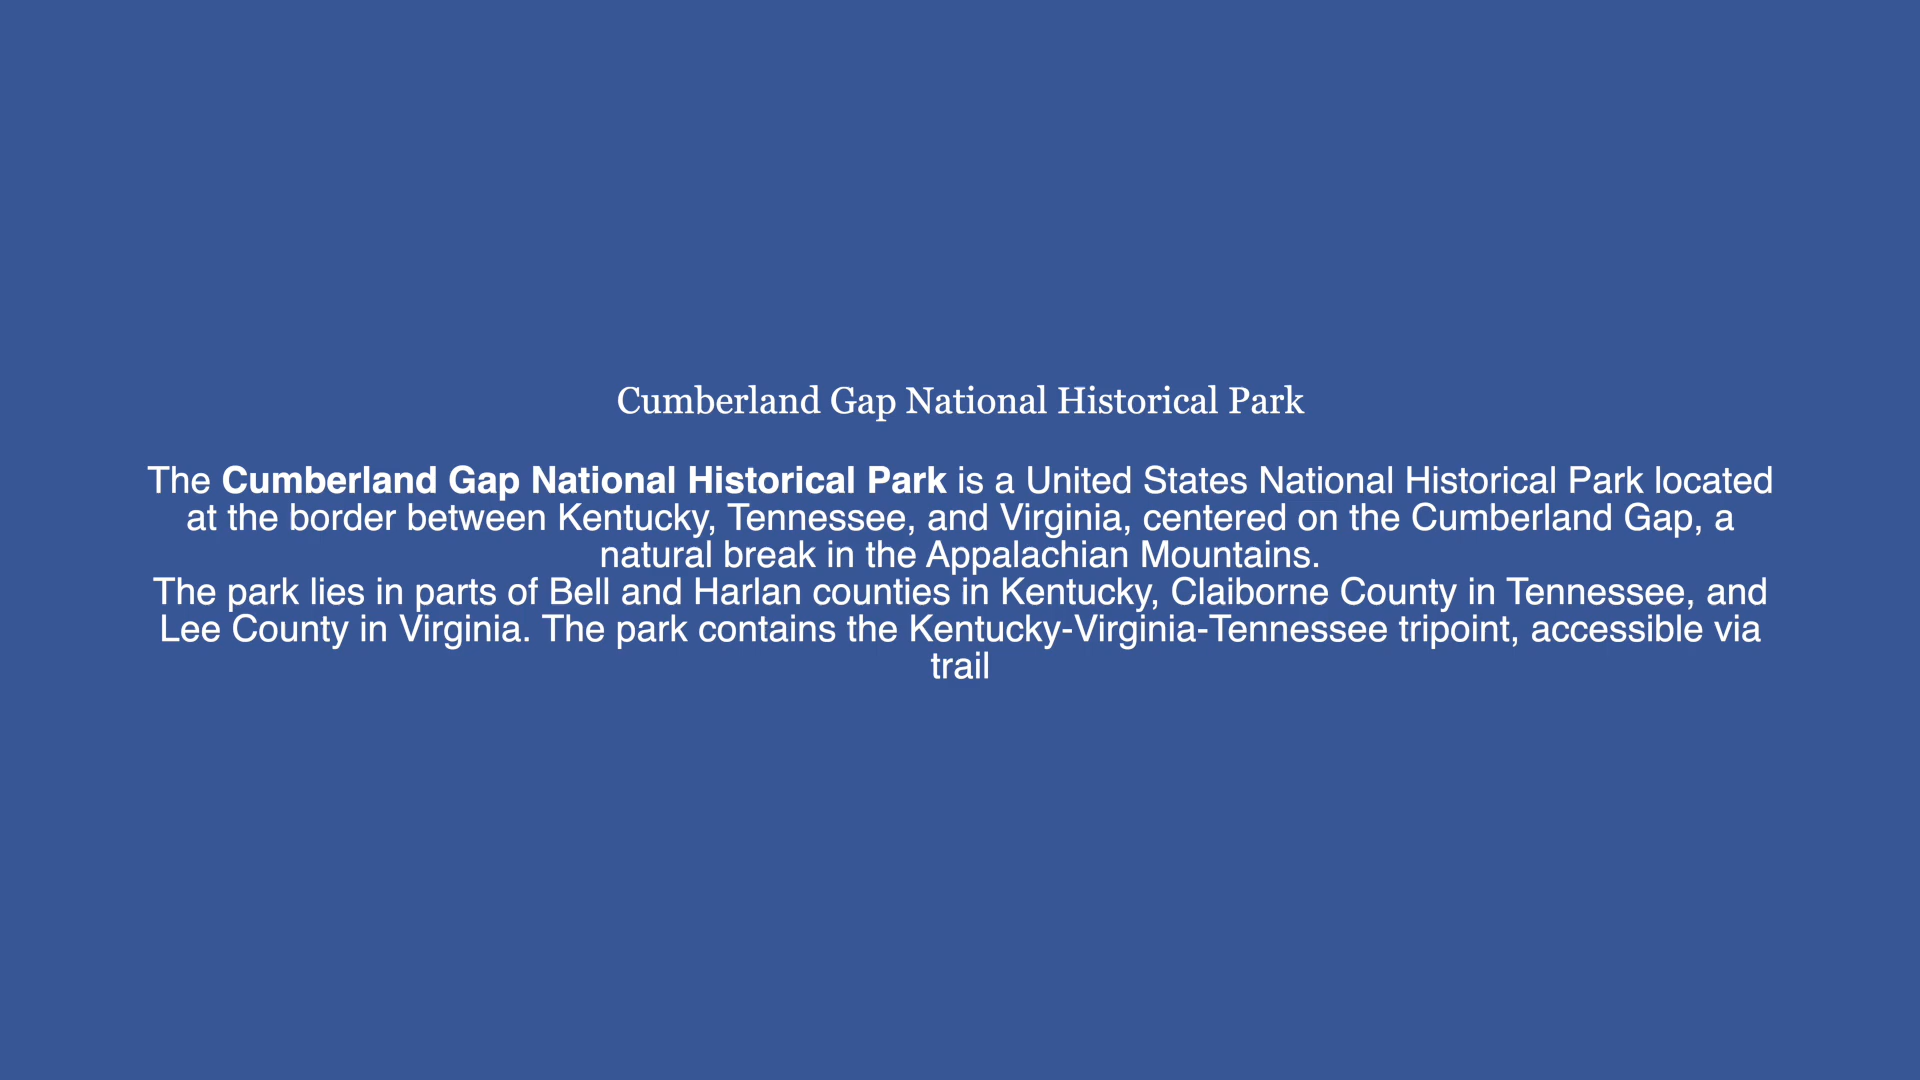 Cumberland Gap National Historical Park
The Cumberland Gap National Historical Park is a United States National Historical Park located
at the border between Kentucky, Tennessee, and Virginia, centered on the Cumberland Gap, a
natural break in the Appalachian Mountains.
The park lies in parts of Bell and Harlan counties in Kentucky, Claiborne County in Tennessee, and
Lee County in Virginia. The park contains the Kentucky-Virginia-Tennessee tripoint, accessible via
trail